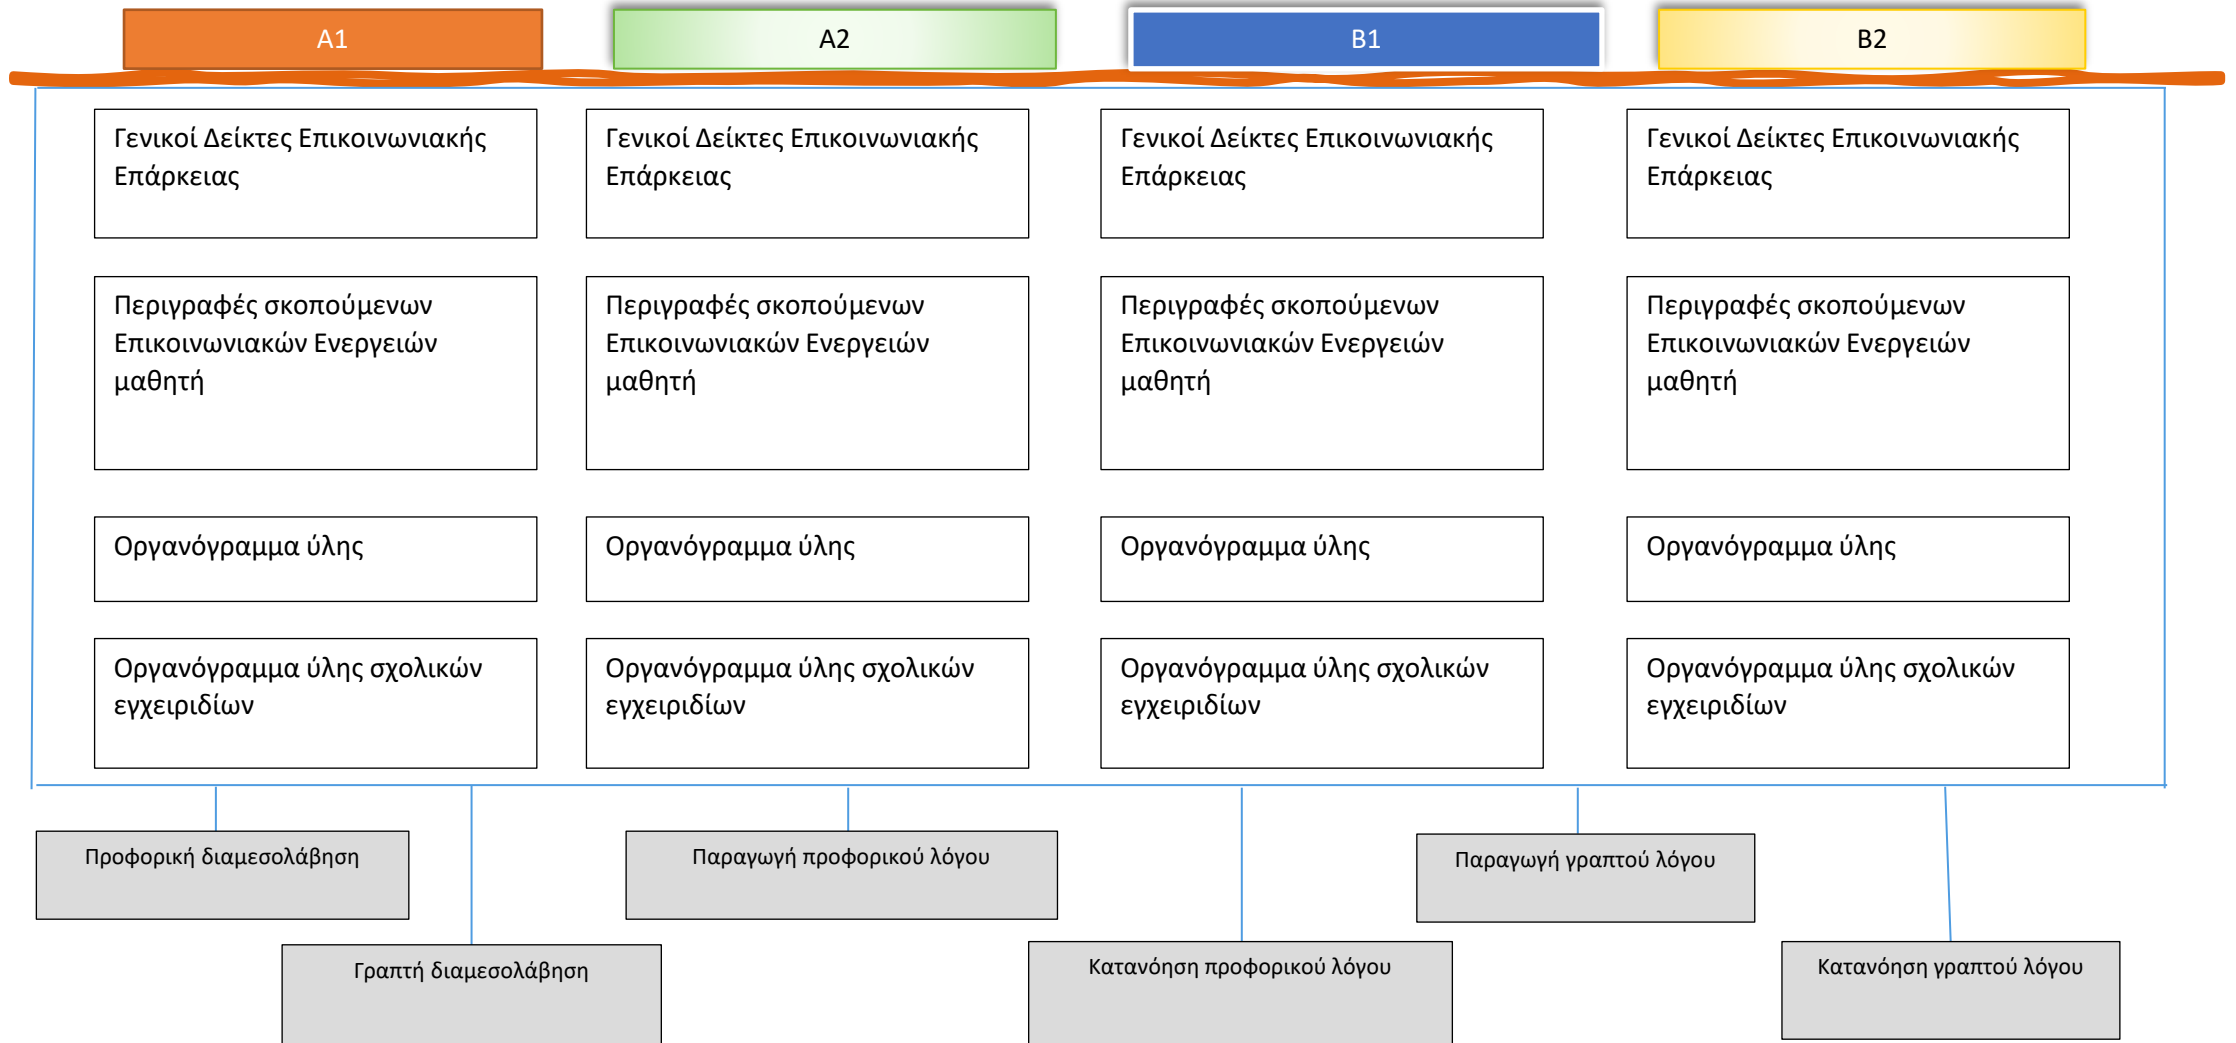 A1
A2
B1
B2
Γενικοί Δείκτες Επικοινωνιακής
Επάρκειας
Γενικοί Δείκτες Επικοινωνιακής
Επάρκειας
Γενικοί Δείκτες Επικοινωνιακής
Επάρκειας
Γενικοί Δείκτες Επικοινωνιακής
Επάρκειας
Περιγραφές σκοπούμενων
Επικοινωνιακών Ενεργειών
μαθητή
Περιγραφές σκοπούμενων
Επικοινωνιακών Ενεργειών
μαθητή
Περιγραφές σκοπούμενων
Επικοινωνιακών Ενεργειών
μαθητή
Περιγραφές σκοπούμενων
Επικοινωνιακών Ενεργειών
μαθητή
Οργανόγραμμα ύλης
Οργανόγραμμα ύλης
Οργανόγραμμα ύλης
Οργανόγραμμα ύλης
Οργανόγραμμα ύλης σχολικών
εγχειριδίων
Οργανόγραμμα ύλης σχολικών
εγχειριδίων
Οργανόγραμμα ύλης σχολικών
εγχειριδίων
Οργανόγραμμα ύλης σχολικών
εγχειριδίων
Προφορική διαμεσολάβηση
Παραγωγή προφορικού λόγου
Παραγωγή γραπτού λόγου
Γραπτή διαμεσολάβηση
Κατανόηση προφορικού λόγου
Κατανόηση γραπτού λόγου